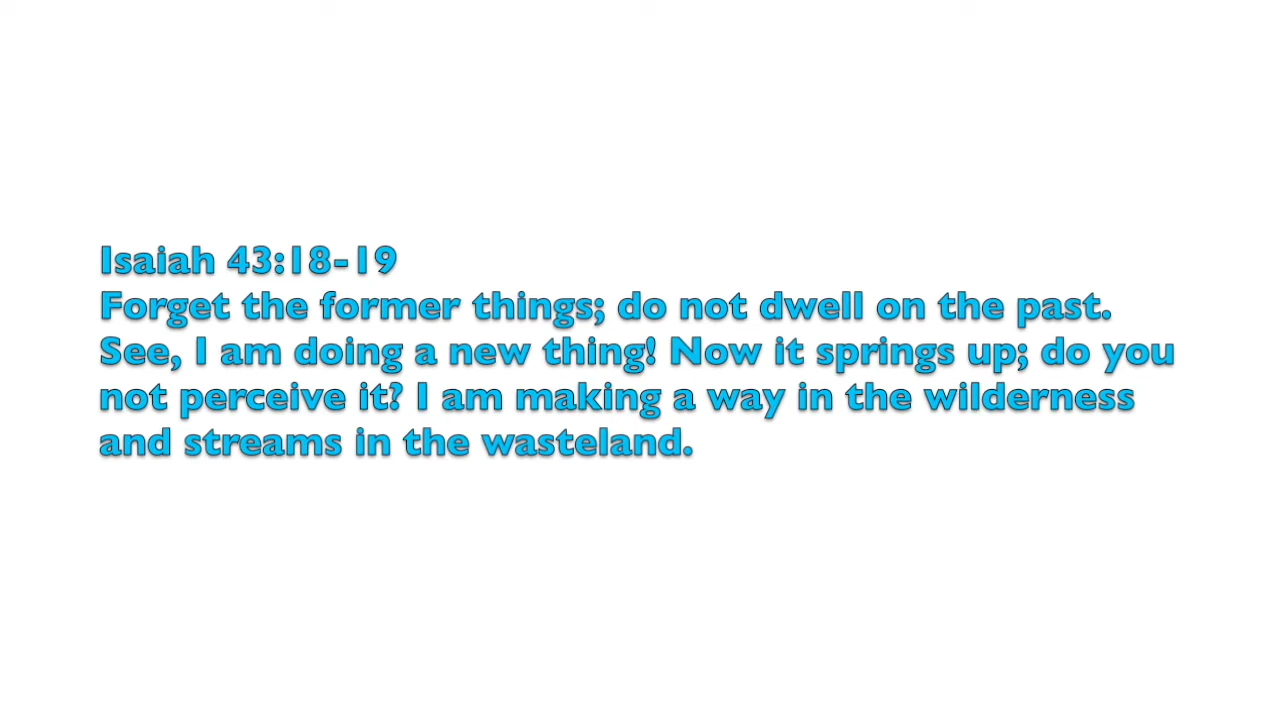 Isaiah 43:18-19
Forget the former things; do not dwell on the past.
See, I am doing a new thing! Now it springs up; do you
not perceive it? I am making a way in the wilderness
and streams in the wasteland.